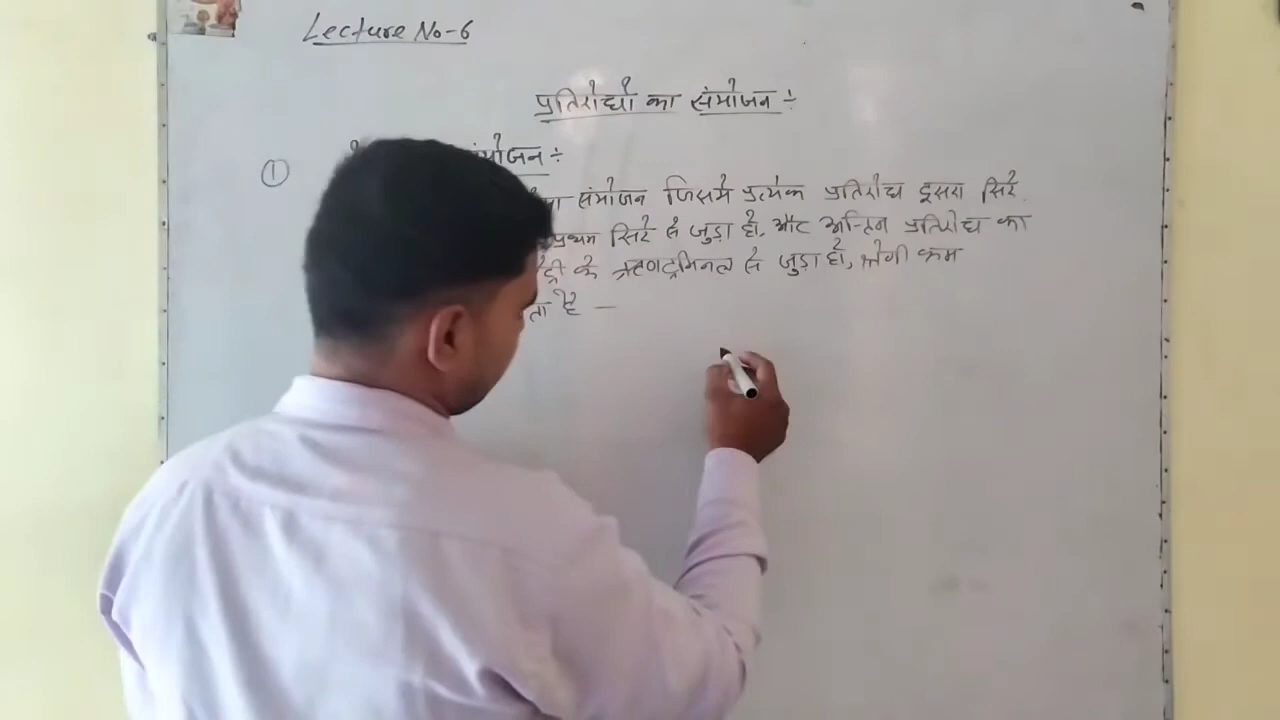 Lecture No-6
प्रतिरोधों का संयोजन ÷
① संयोजन ÷
संयोजन जिसमें प्रत्येक प्रतिरोध दूसरा सिरे
प्रथम सिरे से जुड़ा हो, और अन्तिम प्रतिरोध का
के ऋणट्रमिनल से जुड़ा हो, श्रेणी क्रम
ता है —